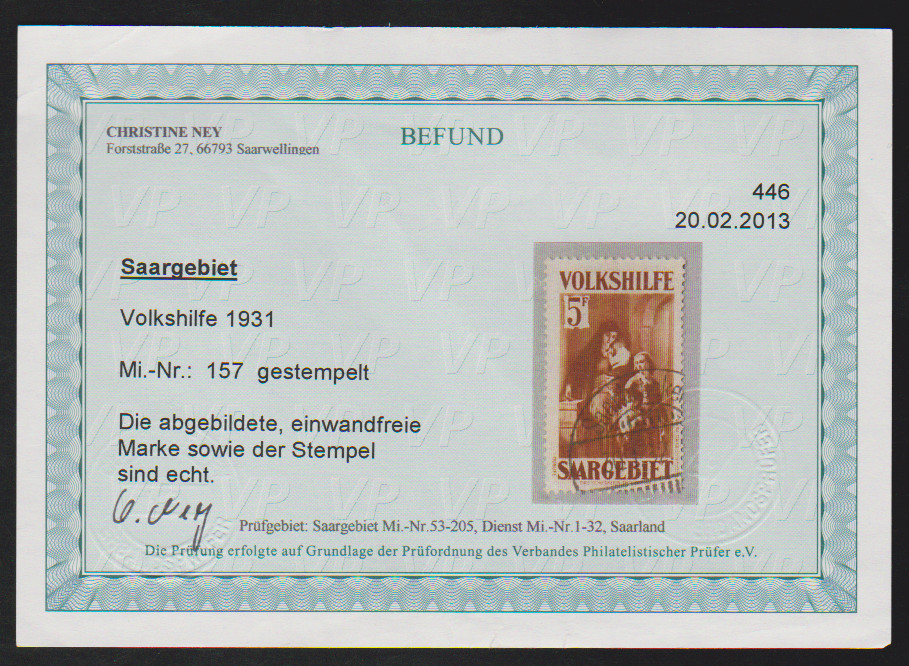 CHRISTINE NEY
Forststraße 27, 66793 Saarwellingen
BEFUND
446
20.02.2013
Saargebiet
Volkshilfe 1931
Mi.-Nr.: 157 gestempelt
Die abgebildete, einwandfreie
Marke sowie der Stempel
sind echt.
VOLKSHILFE
5F
SAARGEBIET
C. Ney
Prüfgebiet: Saargebiet Mi.-Nr.53-205, Dienst Mi.-Nr.1-32, Saarland
Die Prüfung erfolgte auf Grundlage der Prüfordnung des Verbandes Philatelistischer Prüfer e.V.